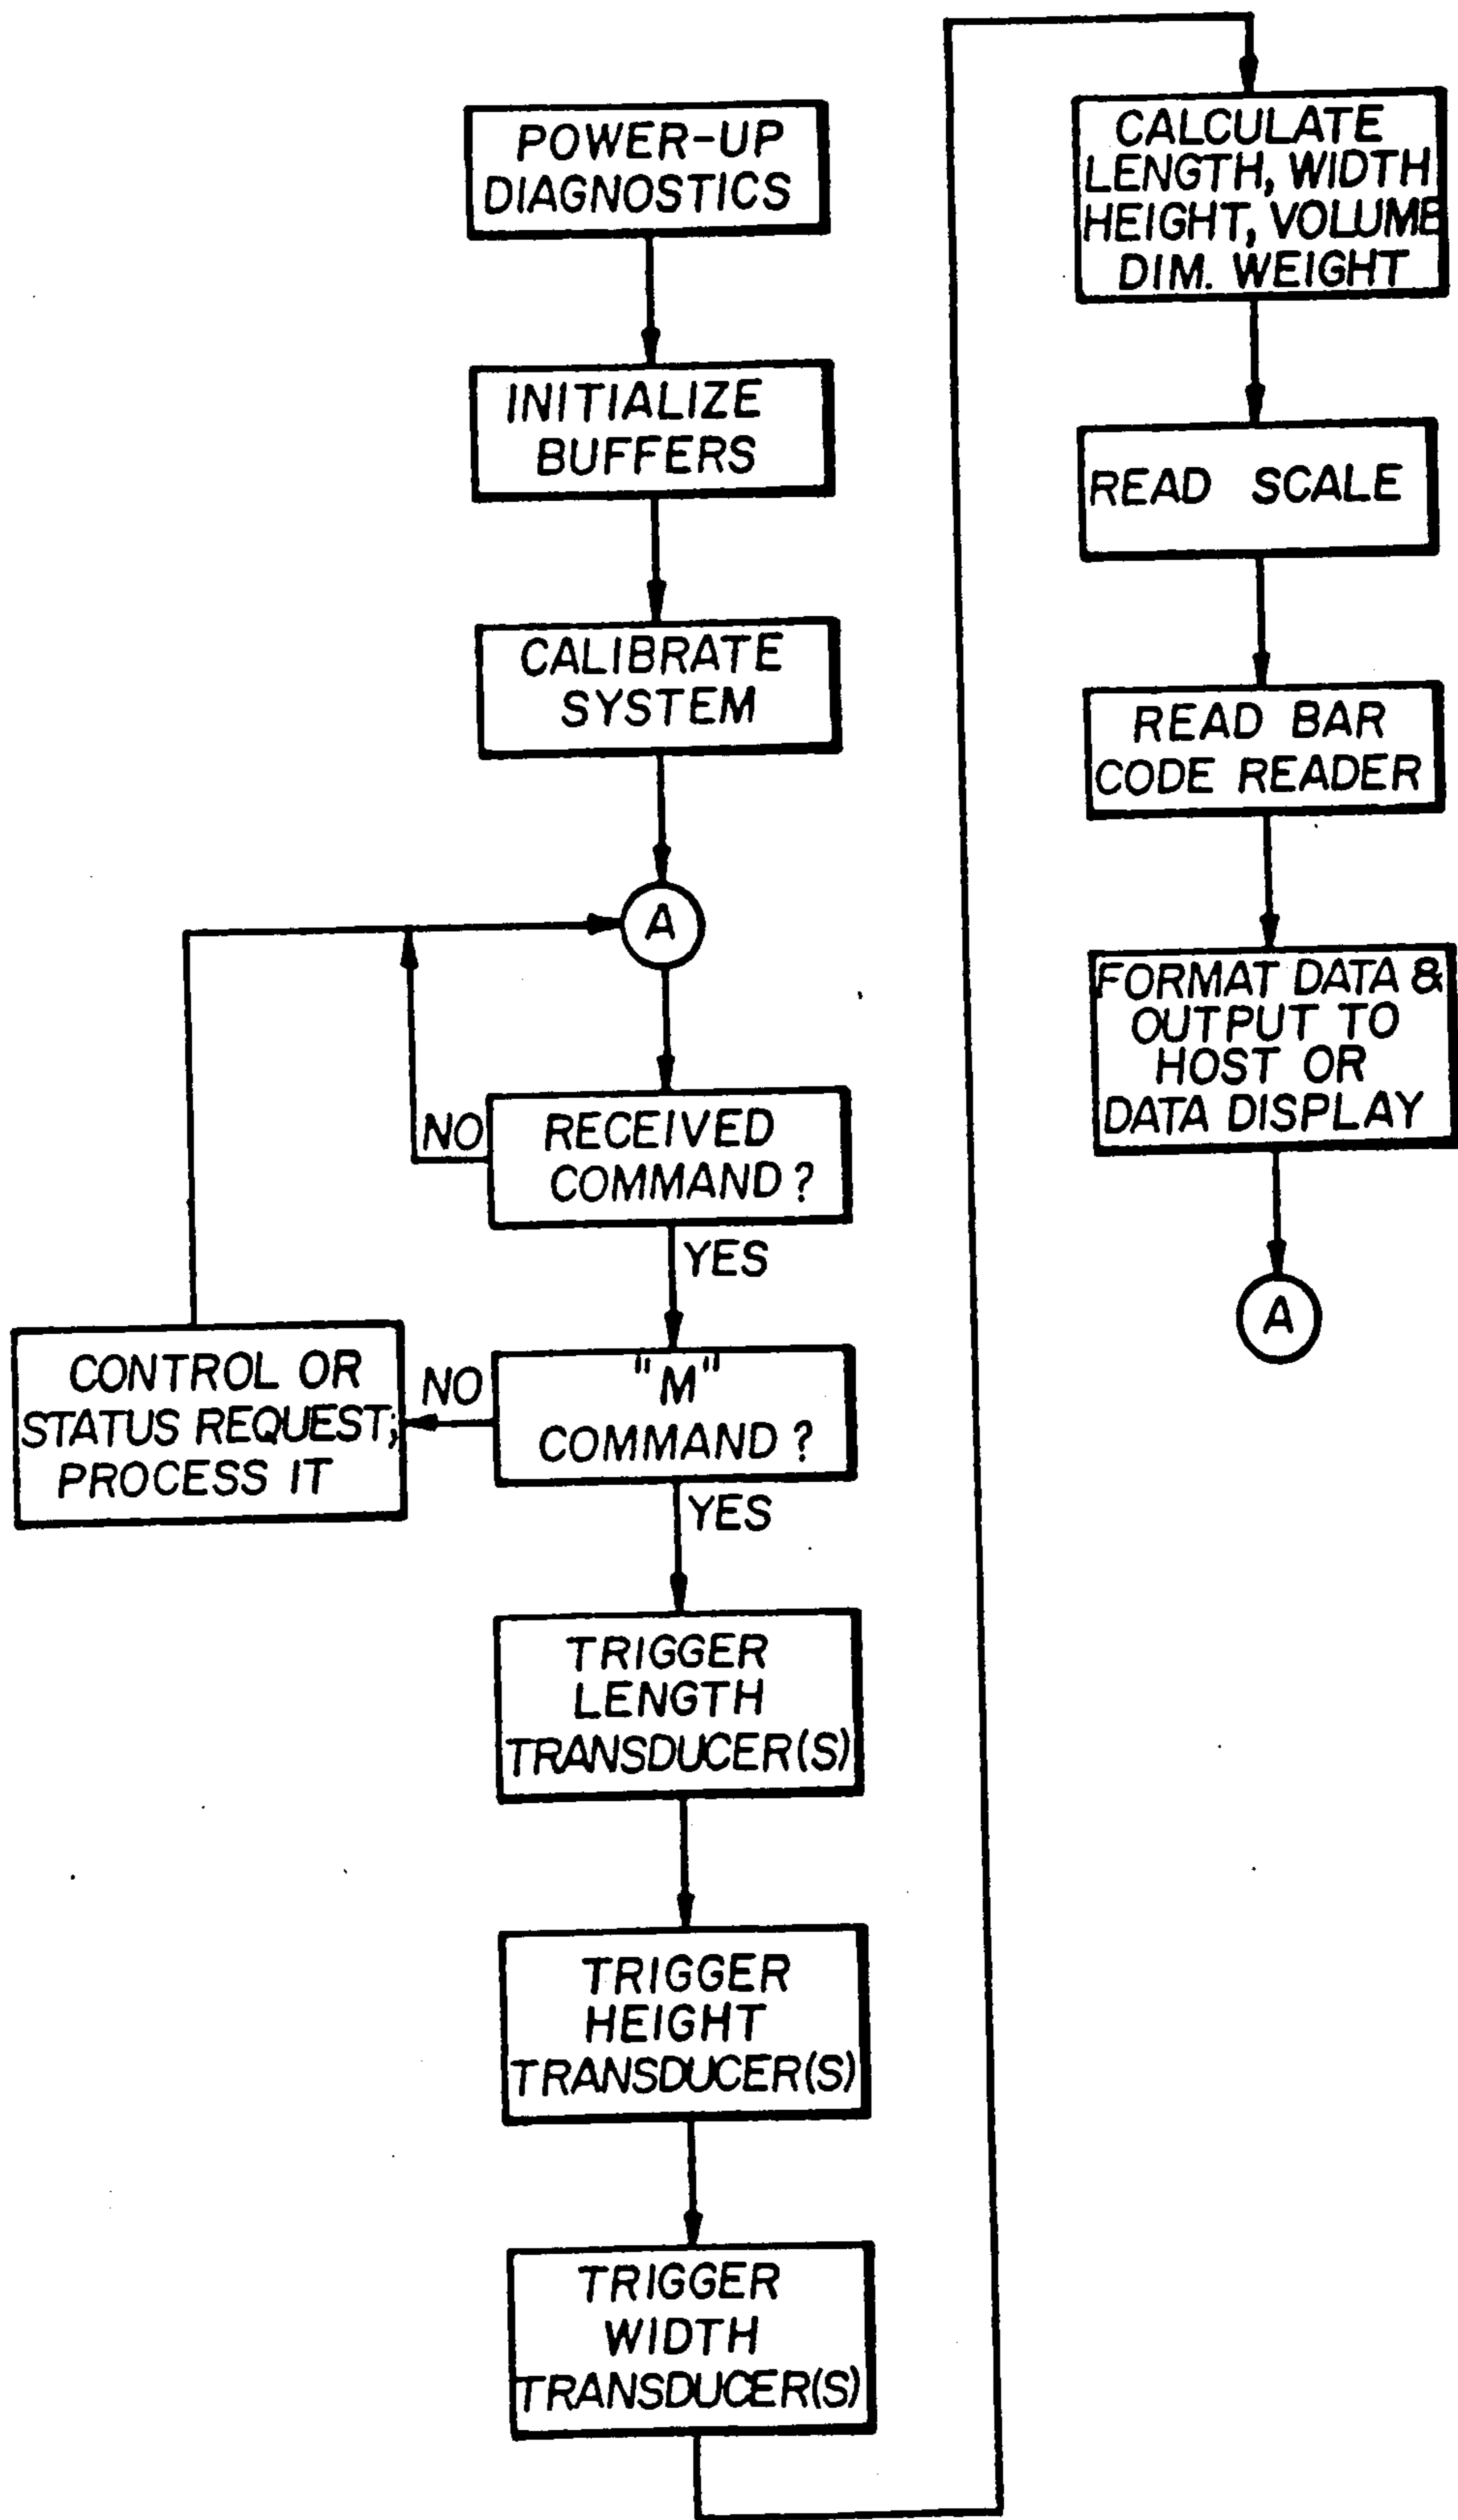 POWER-UP
DIAGNOSTICS
INITIALIZE
BUFFERS
CALIBRATE
SYSTEM
A
NO
RECEIVED
COMMAND?
YES
CONTROL OR
STATUS REQUEST;
PROCESS IT
NO
"M"
COMMAND?
YES
TRIGGER
LENGTH
TRANSDUCER(S)
TRIGGER
HEIGHT
TRANSDUCER(S)
TRIGGER
WIDTH
TRANSDUCER(S)
CALCULATE
LENGTH, WIDTH
HEIGHT, VOLUME
DIM. WEIGHT
READ SCALE
READ BAR
CODE READER
FORMAT DATA &
OUTPUT TO
HOST OR
DATA DISPLAY
A